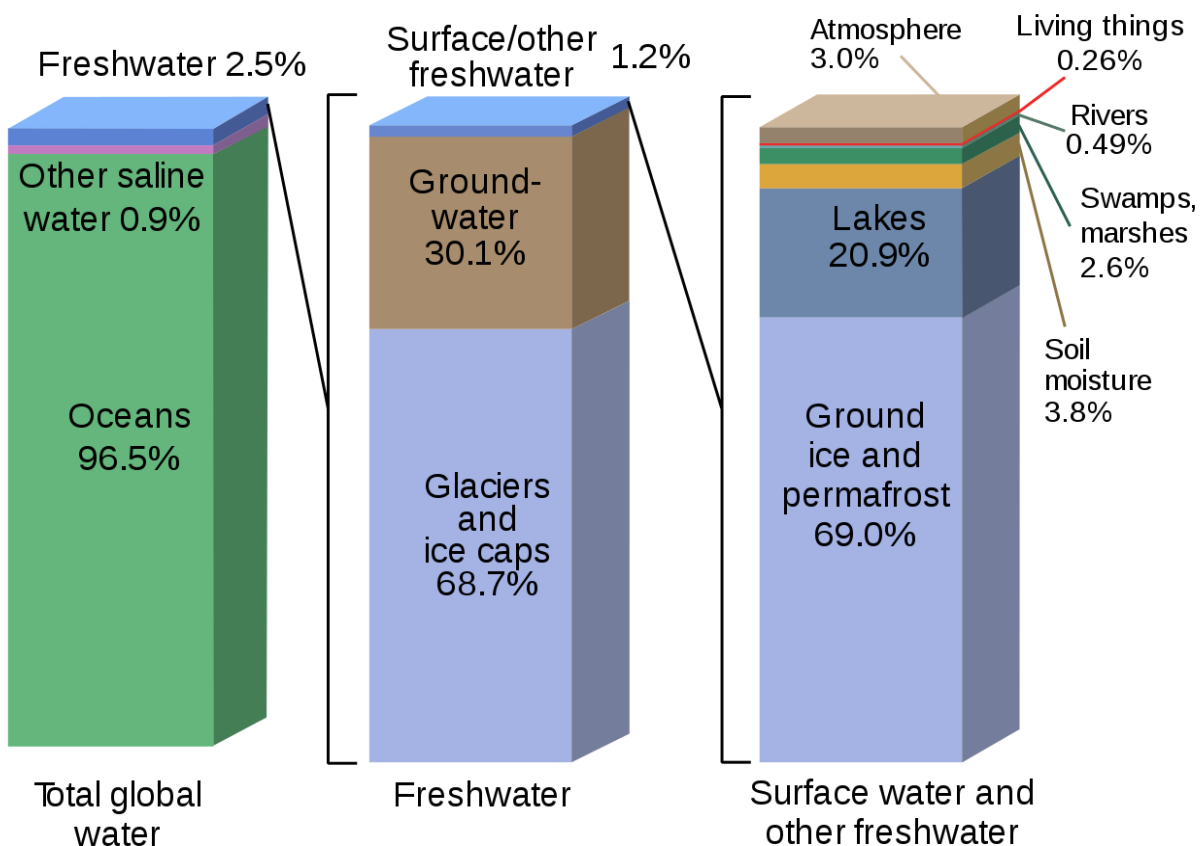 Freshwater 2.5%
Other saline
water 0.9%
Oceans
96.5%
Total global
water
Surface/other
freshwater
1.2%
Ground-
water
30.1%
Glaciers
and
ice caps
68.7%
Freshwater
Atmosphere
3.0%
Living things
0.26%
Rivers
0.49%
Swamps,
marshes
2.6%
Soil
moisture
3.8%
Lakes
20.9%
Ground
ice and
permafrost
69.0%
Surface water and
other freshwater